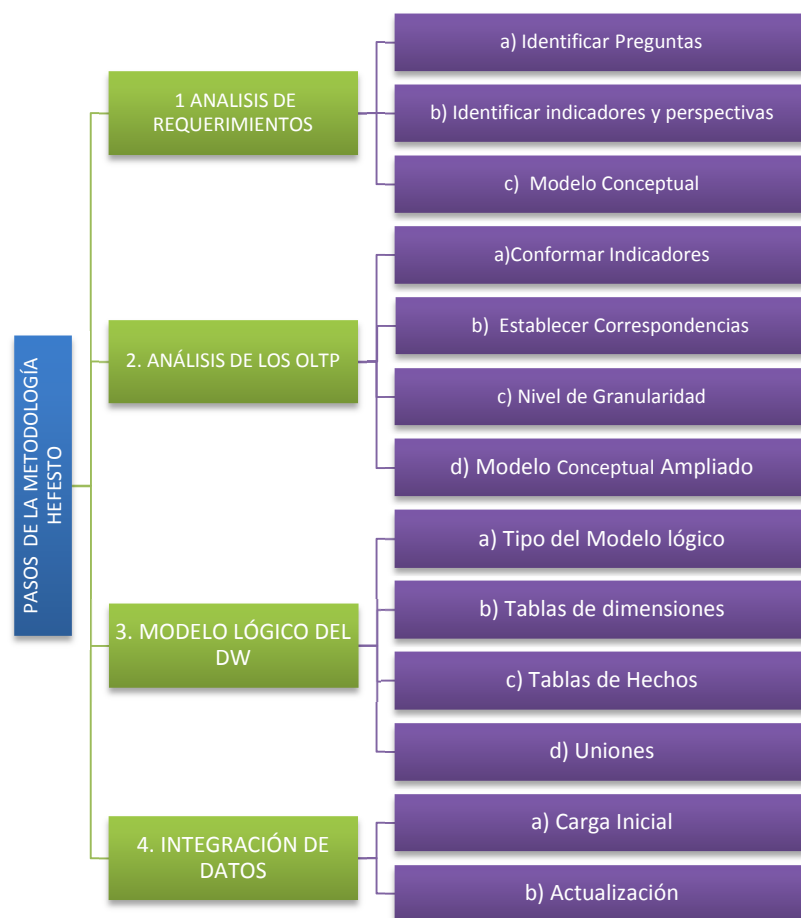 PASOS DE LA METODOLOGÍA
HEFESTO
1 ANALISIS DE
REQUERIMIENTOS
a) Identificar Preguntas
b) Identificar indicadores y perspectivas
c) Modelo Conceptual
2. ANÁLISIS DE LOS OLTP
a)Conformar Indicadores
b) Establecer Correspondencias
c) Nivel de Granularidad
d) Modelo Conceptual Ampliado
3. MODELO LÓGICO DEL
DW
a) Tipo del Modelo lógico
b) Tablas de dimensiones
c) Tablas de Hechos
d) Uniones
4. INTEGRACIÓN DE
DATOS
a) Carga Inicial
b) Actualización